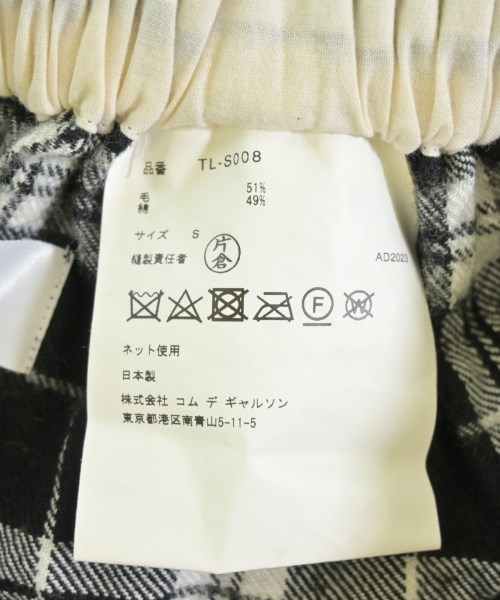 品番 TL-S008
毛 51%
綿 49%
サイズ S
縫製責任者 片倉
AD2023
F W
ネット使用
日本製
株式会社 コム デ ギャルソン
東京都港区南青山5-11-5